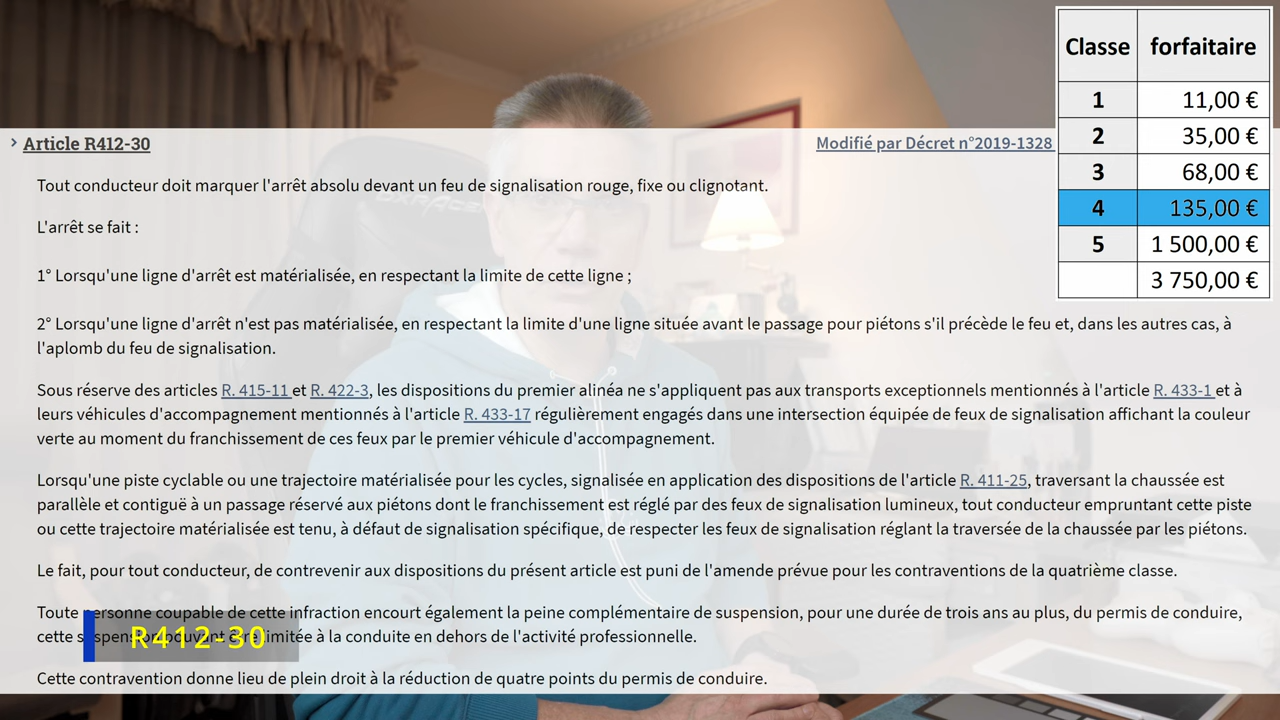 Article R412-30
Modifié par Décret n°2019-1328
Tout conducteur doit marquer l'arrêt absolu devant un feu de signalisation rouge, fixe ou clignotant.
L'arrêt se fait :
1° Lorsqu'une ligne d'arrêt est matérialisée, en respectant la limite de cette ligne ;
2° Lorsqu'une ligne d'arrêt n'est pas matérialisée, en respectant la limite d'une ligne située avant le passage pour piétons s'il précède le feu et, dans les autres cas, à
l'aplomb du feu de signalisation.
Sous réserve des articles R. 415-11 et R. 422-3, les dispositions du premier alinéa ne s'appliquent pas aux transports exceptionnels mentionnés à l'article R. 433-1 et à
leurs véhicules d'accompagnement mentionnés à l'article R. 433-17 régulièrement engagés dans une intersection équipée de feux de signalisation affichant la couleur
verte au moment du franchissement de ces feux par le premier véhicule d'accompagnement.
Lorsqu'une piste cyclable ou une trajectoire matérialisée pour les cycles, signalisée en application des dispositions de l'article R. 411-25, traversant la chaussée est
parallèle et contiguë à un passage réservé aux piétons dont le franchissement est réglé par des feux de signalisation lumineux, tout conducteur empruntant cette piste
ou cette trajectoire matérialisée est tenu, à défaut de signalisation spécifique, de respecter les feux de signalisation réglant la traversée de la chaussée par les piétons.
Le fait, pour tout conducteur, de contrevenir aux dispositions du présent article est puni de l'amende prévue pour les contraventions de la quatrième classe.
Toute personne coupable de cette infraction encourt également la peine complémentaire de suspension, pour une durée de trois ans au plus, du permis de conduire,
cette suspension pouvant être limitée à la conduite en dehors de l'activité professionnelle.
Cette contravention donne lieu de plein droit à la réduction de quatre points du permis de conduire.
R412-30
Classe forfaitaire
1 11,00 €
2 35,00 €
3 68,00 €
4 135,00 €
5 1 500,00 €
3 750,00 €